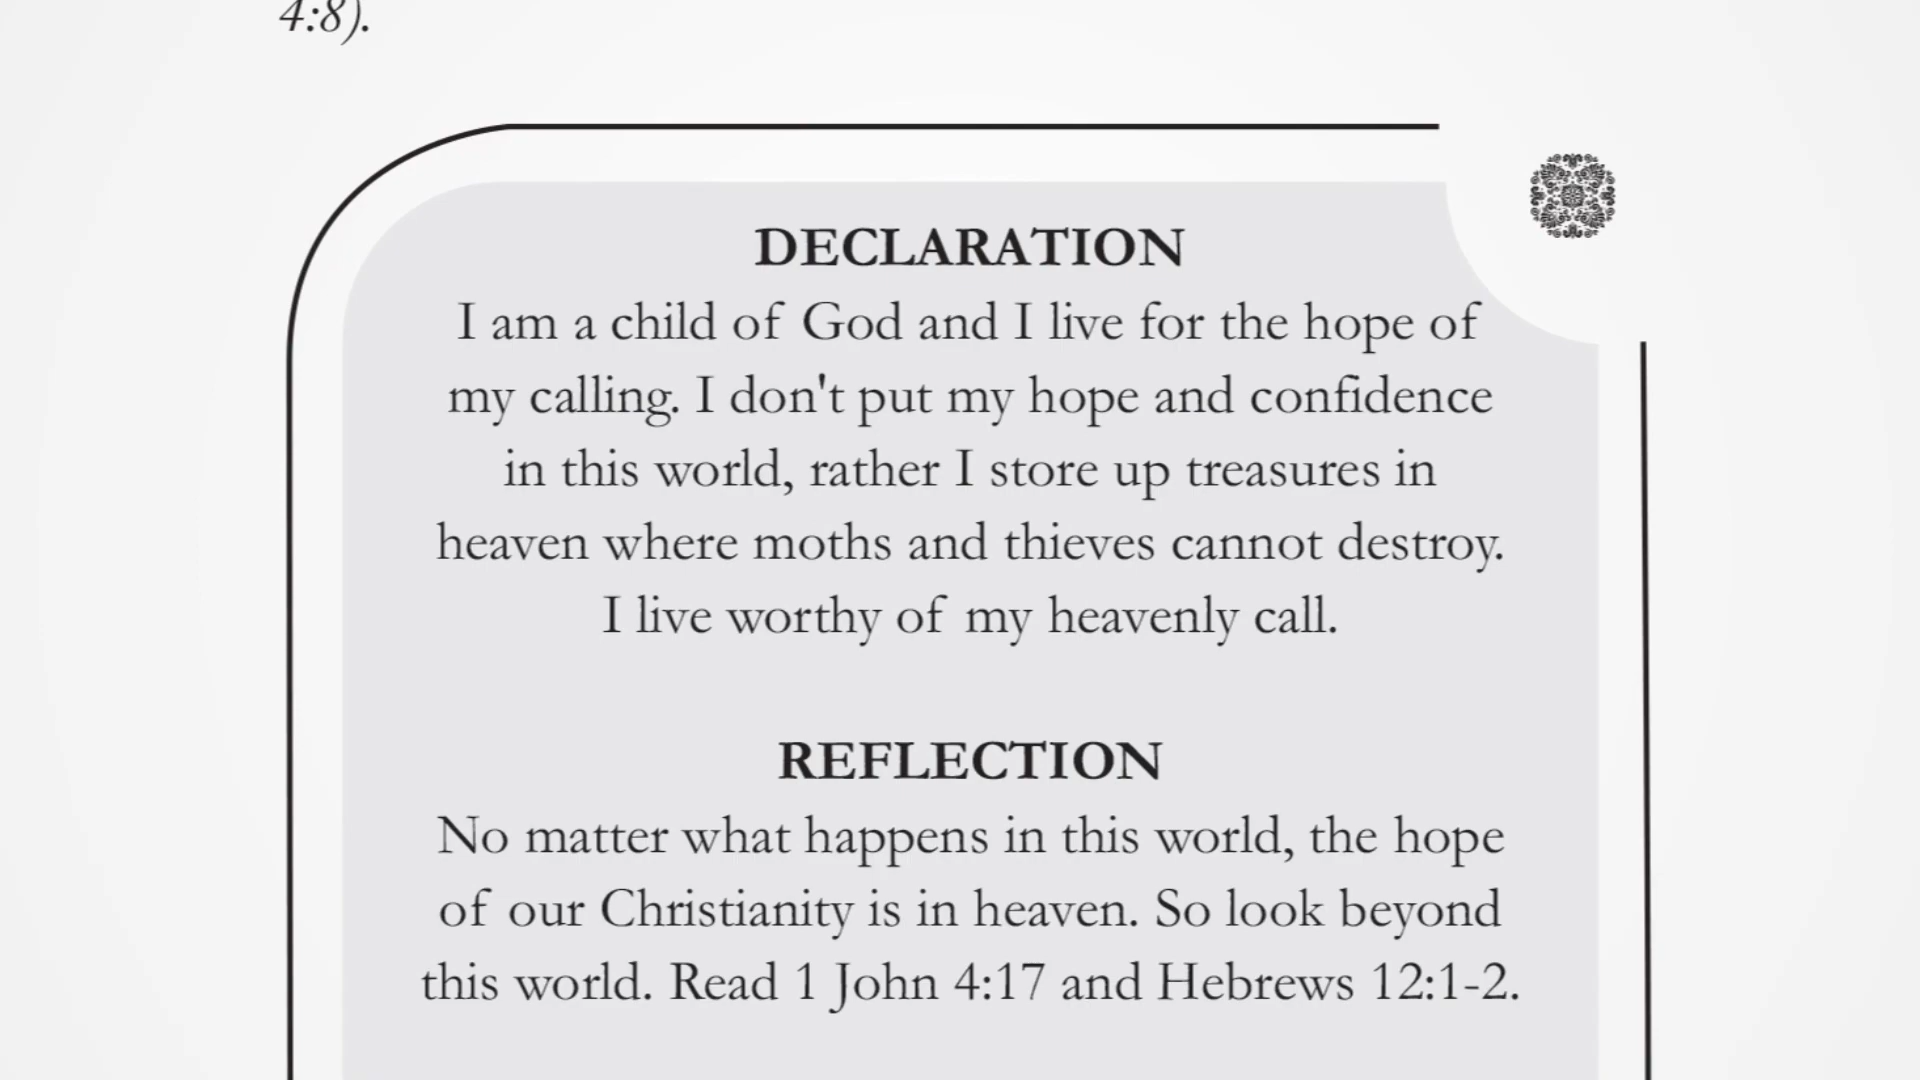 4:8).
DECLARATION
I am a child of God and I live for the hope of
my calling. I don't put my hope and confidence
in this world, rather I store up treasures in
heaven where moths and thieves cannot destroy.
I live worthy of my heavenly call.
REFLECTION
No matter what happens in this world, the hope
of our Christianity is in heaven. So look beyond
this world. Read 1 John 4:17 and Hebrews 12:1-2.